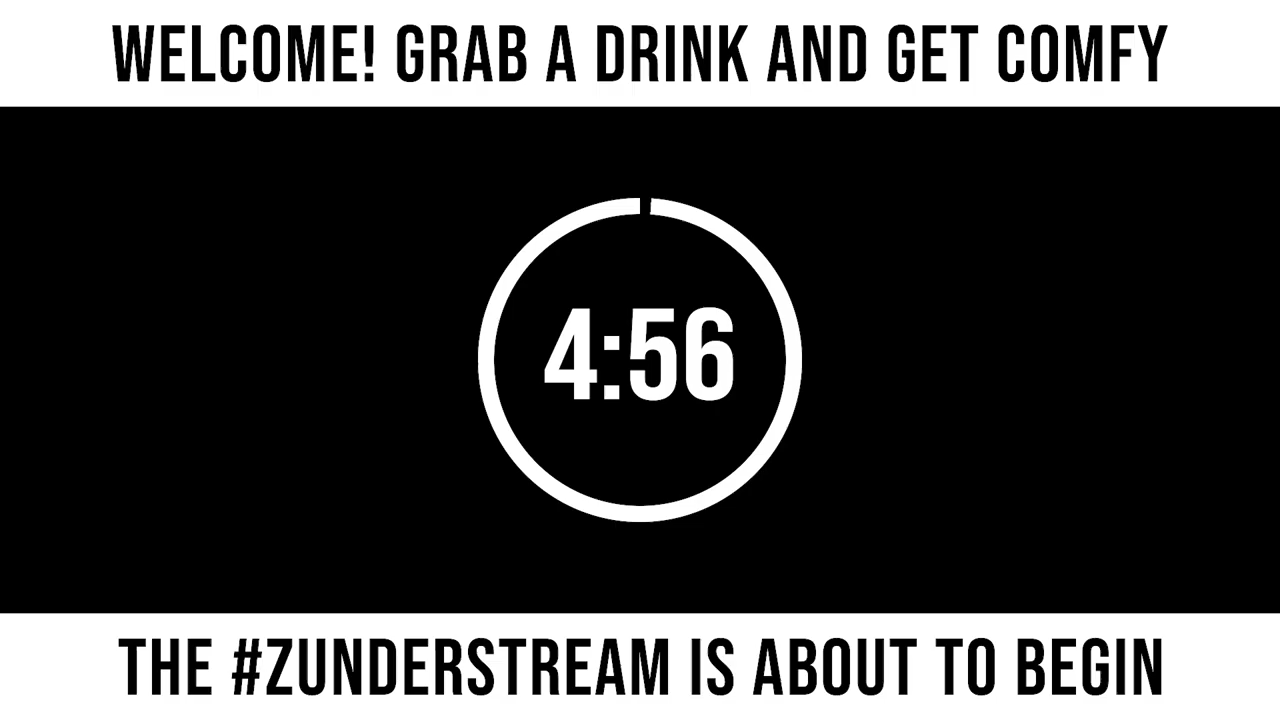 WELCOME! GRAB A DRINK AND GET COMFY
4:56
THE #ZUNDERSTREAM IS ABOUT TO BEGIN